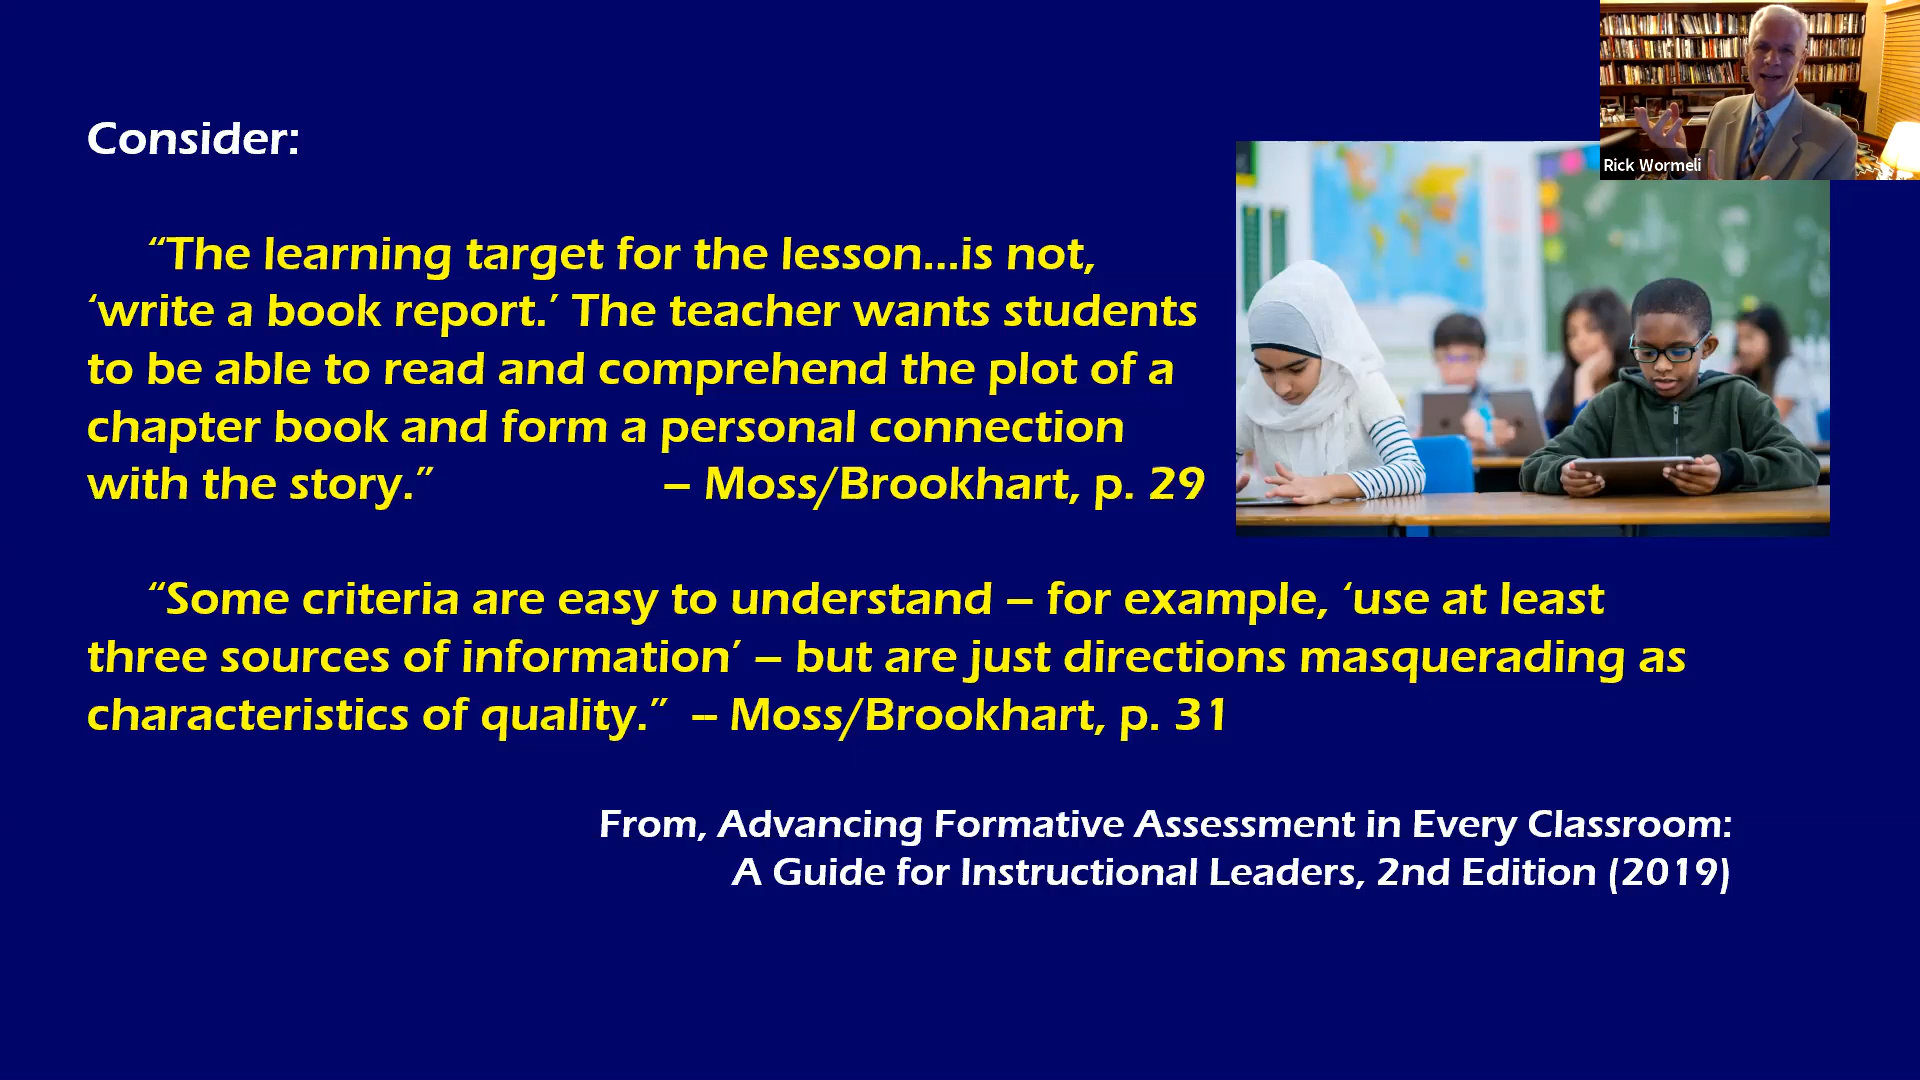 Consider:
“The learning target for the lesson...is not,
‘write a book report.’ The teacher wants students
to be able to read and comprehend the plot of a
chapter book and form a personal connection
with the story.” – Moss/Brookhart, p. 29
“Some criteria are easy to understand – for example, ‘use at least
three sources of information’ – but are just directions masquerading as
characteristics of quality.” -- Moss/Brookhart, p. 31
From, Advancing Formative Assessment in Every Classroom:
A Guide for Instructional Leaders, 2nd Edition (2019)
Rick Wormeli